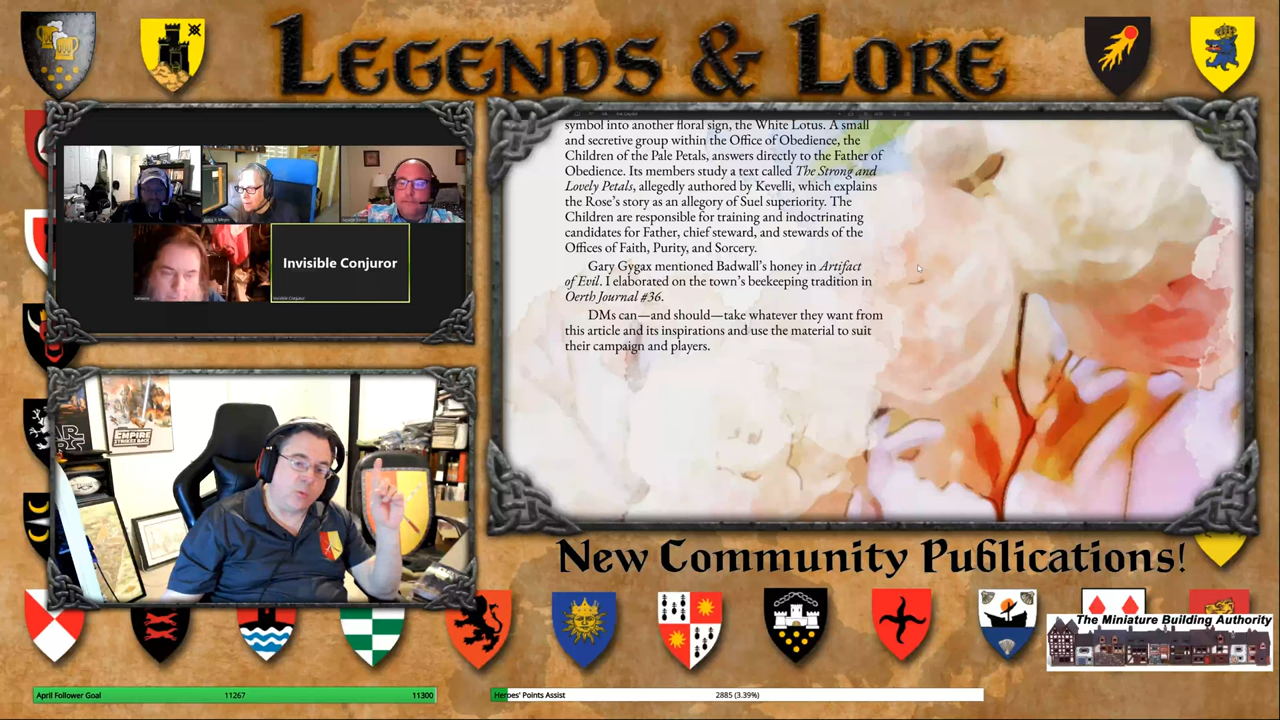 LEGENDS & LORE
symbol into another floral sign, the White Lotus. A small
and secretive group within the Office of Obedience, the
Children of the Pale Petals, answers directly to the Father of
Obedience. Its members study a text called The Strong and
Lovely Petals, allegedly authored by Kevelli, which explains
the Rose's story as an allegory of Suel superiority. The
Children are responsible for training and indoctrinating
candidates for Father, chief steward, and stewards of the
Offices of Faith, Purity, and Sorcery.
Gary Gygax mentioned Badwall's honey in Artifact
of Evil. I elaborated on the town's beekeeping tradition in
Oerth Journal #36.
DMs can—and should—take whatever they want from
this article and its inspirations and use the material to suit
their campaign and players.
Invisible Conjuror
Invisible Conjuror
EMPIRE
STRIKES BACK
New Community Publications!
The Miniature Building Authority
April Follower Goal 11267 11300
Heroes' Points Assist 2885 (3.39%)